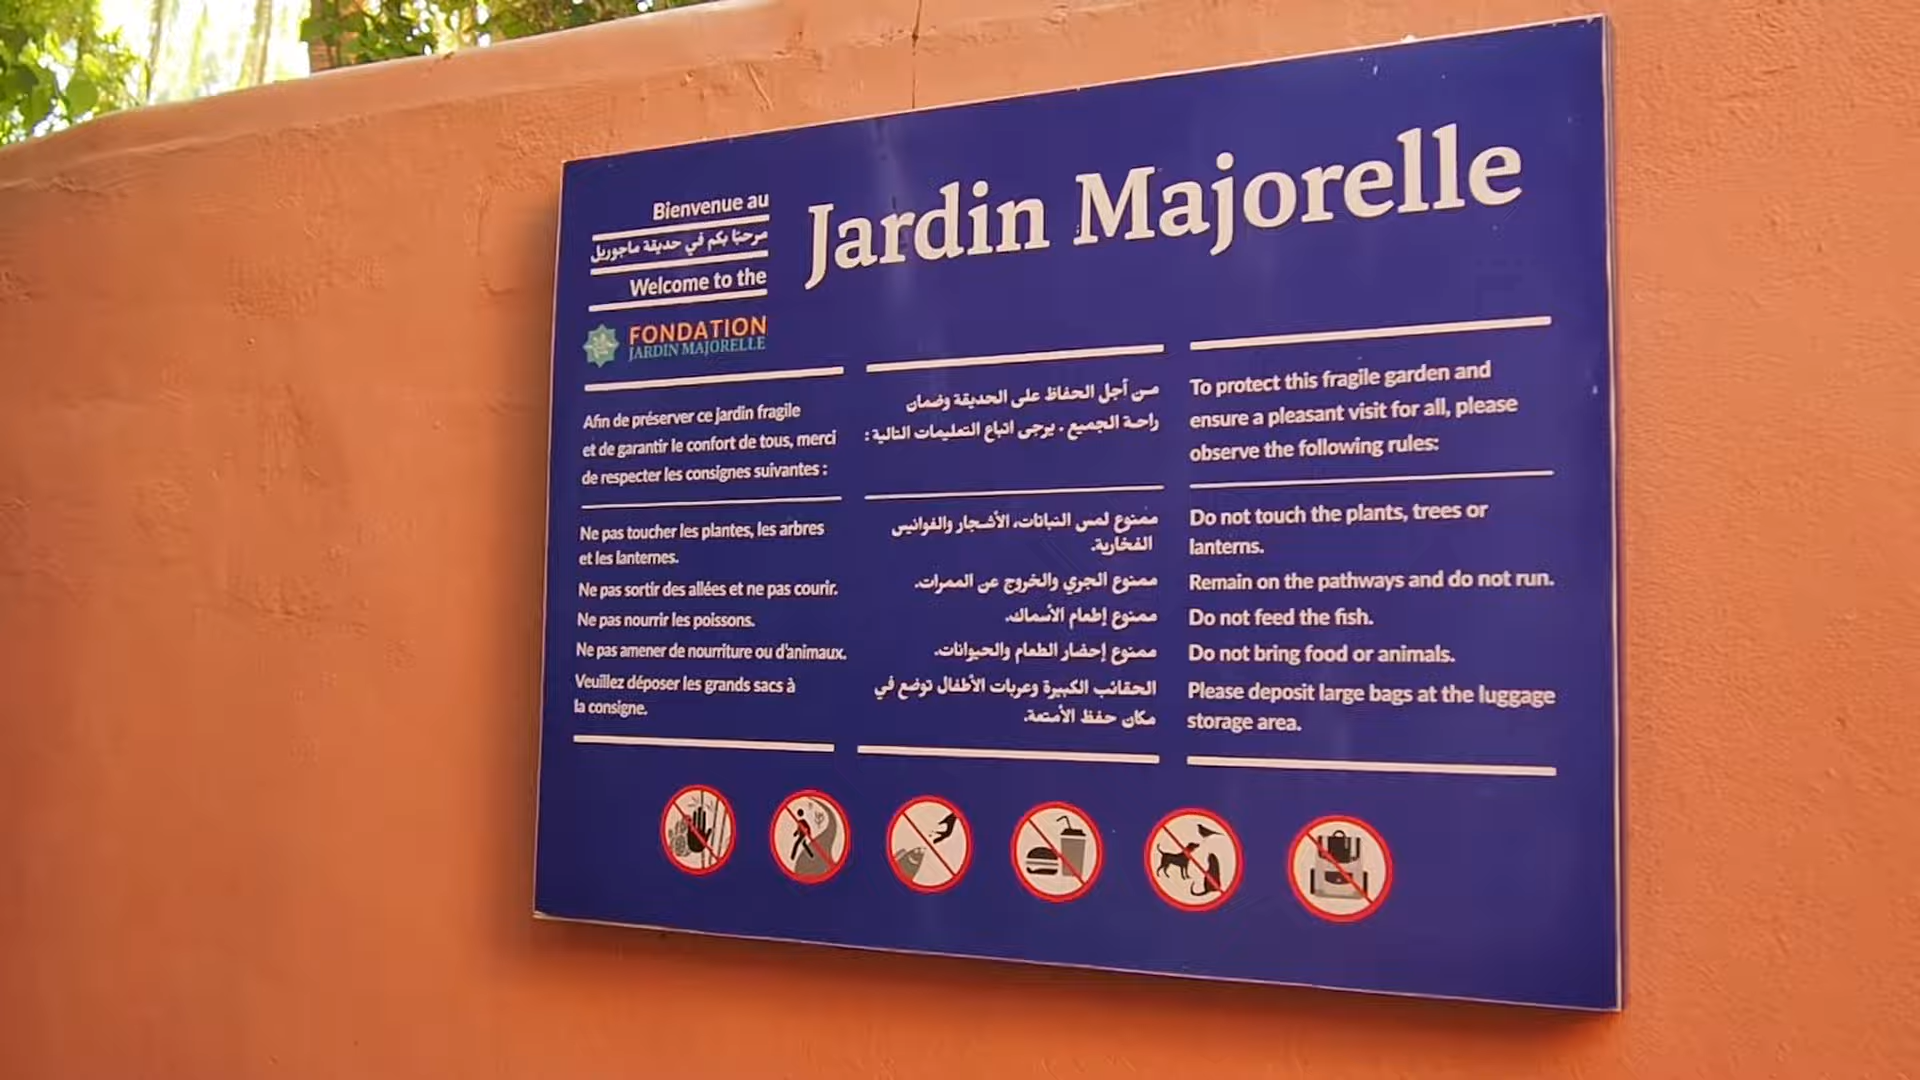 Bienvenue au
مرحبًا بكم في حديقة ماجوريل
Welcome to the
Jardin Majorelle
FONDATION
JARDIN MAJORELLE
Afin de préserver ce jardin fragile
et de garantir le confort de tous, merci
de respecter les consignes suivantes :
Ne pas toucher les plantes, les arbres
et les lanternes.
Ne pas sortir des allées et ne pas courir.
Ne pas nourrir les poissons.
Ne pas amener de nourriture ou d'animaux.
Veuillez déposer les grands sacs à
la consigne.
من أجل الحفاظ على الحديقة وضمان
راحة الجميع . يرجى اتباع التعليمات التالية :
ممنوع لمس النباتات، الأشجار والفوانيس
الفخارية.
ممنوع الجري والخروج عن الممرات.
ممنوع إطعام الأسماك.
ممنوع إحضار الطعام والحيوانات.
الحقائب الكبيرة وعربات الأطفال توضع في
مكان حفظ الأمتعة.
To protect this fragile garden and
ensure a pleasant visit for all, please
observe the following rules:
Do not touch the plants, trees or
lanterns.
Remain on the pathways and do not run.
Do not feed the fish.
Do not bring food or animals.
Please deposit large bags at the luggage
storage area.